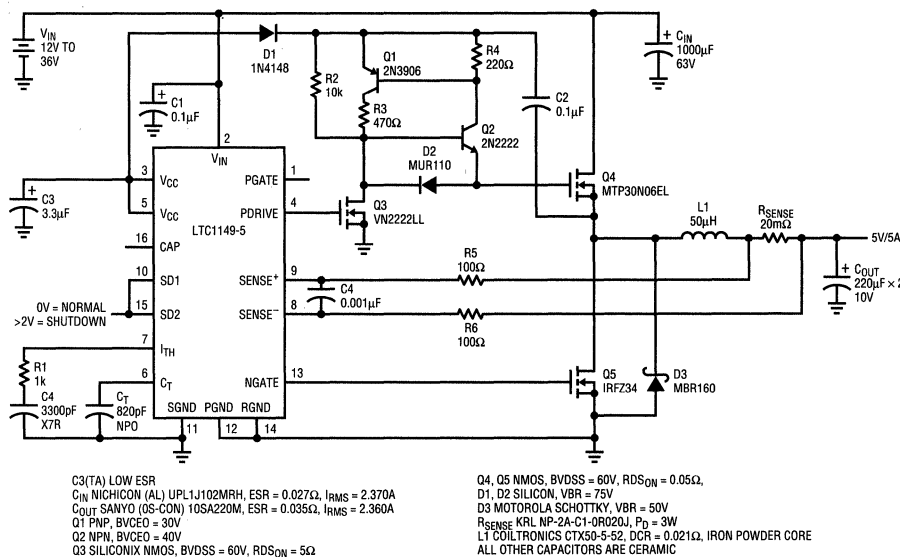 VIN
12V TO
36V
C1
0.1µF
D1
1N4148
R2
10k
Q1
2N3906
R3
470Ω
R4
220Ω
Q2
2N2222
C2
0.1µF
+
CIN
1000µF
63V
D2
MUR110
Q3
VN2222LL
Q4
MTP30N06EL
+
C3
3.3µF
2
VIN
3
VCC
5
VCC
LTC1149-5
16
CAP
10
SD1
15
SD2
0V = NORMAL
>2V = SHUTDOWN
7
ITH
6
CT
PGATE
1
PDRIVE
4
SENSE+
9
SENSE−
8
NGATE
13
SGND
PGND
RGND
11
12
14
R1
1k
C4
3300pF
X7R
CT
820pF
NPO
C4
0.001µF
R5
100Ω
R6
100Ω
L1
50µH
RSENSE
20mΩ
5V/5A
+
COUT
220µF × 2
10V
Q5
IRFZ34
D3
MBR160
C3(TA) LOW ESR
CIN NICHICON (AL) UPL1J102MRH, ESR = 0.027Ω, IRMS = 2.370A
COUT SANYO (0S-CON) 10SA220M, ESR = 0.035Ω, IRMS = 2.360A
Q1 PNP, BVCEO = 30V
Q2 NPN, BVCEO = 40V
Q3 SILICONIX NMOS, BVDSS = 60V, RDSON = 5Ω
Q4, Q5 NMOS, BVDSS = 60V, RDSON = 0.05Ω,
D1, D2 SILICON, VBR = 75V
D3 MOTOROLA SCHOTTKY, VBR = 50V
RSENSE KRL NP-2A-C1-0R020J, PD = 3W
L1 COILTRONICS CTX50-5-52, DCR = 0.021Ω, IRON POWDER CORE
ALL OTHER CAPACITORS ARE CERAMIC